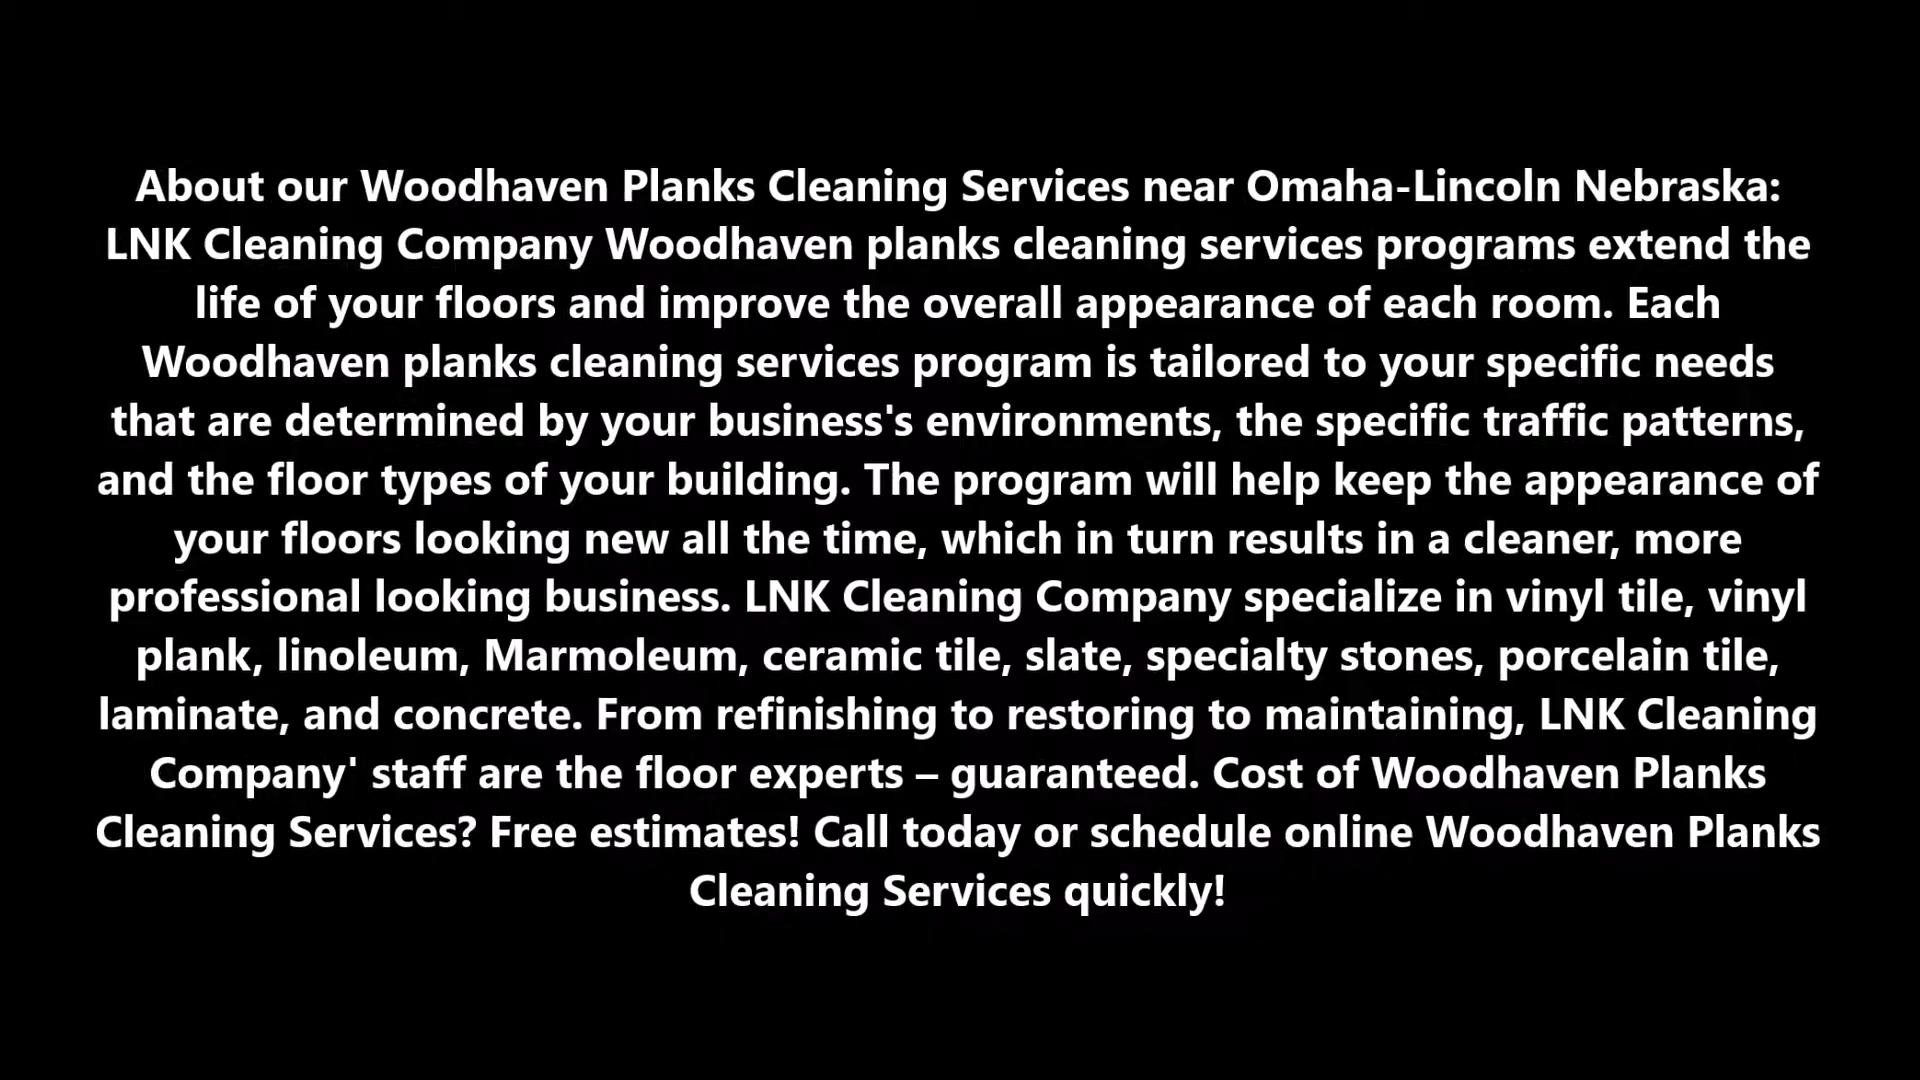 About our Woodhaven Planks Cleaning Services near Omaha-Lincoln Nebraska:
LNK Cleaning Company Woodhaven planks cleaning services programs extend the
life of your floors and improve the overall appearance of each room. Each
Woodhaven planks cleaning services program is tailored to your specific needs
that are determined by your business's environments, the specific traffic patterns,
and the floor types of your building. The program will help keep the appearance of
your floors looking new all the time, which in turn results in a cleaner, more
professional looking business. LNK Cleaning Company specialize in vinyl tile, vinyl
plank, linoleum, Marmoleum, ceramic tile, slate, specialty stones, porcelain tile,
laminate, and concrete. From refinishing to restoring to maintaining, LNK Cleaning
Company' staff are the floor experts – guaranteed. Cost of Woodhaven Planks
Cleaning Services? Free estimates! Call today or schedule online Woodhaven Planks
Cleaning Services quickly!